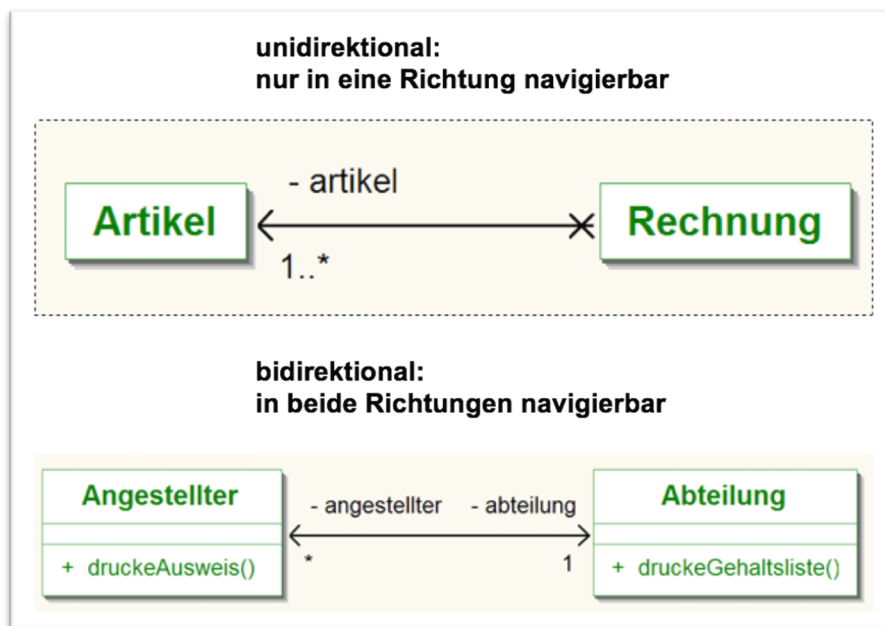 unidirektional:
nur in eine Richtung navigierbar
- artikel
Artikel
Rechnung
1..*
bidirektional:
in beide Richtungen navigierbar
Angestellter
- angestellter
- abteilung
Abteilung
*
1
+ druckeAusweis()
+ druckeGehaltsliste()